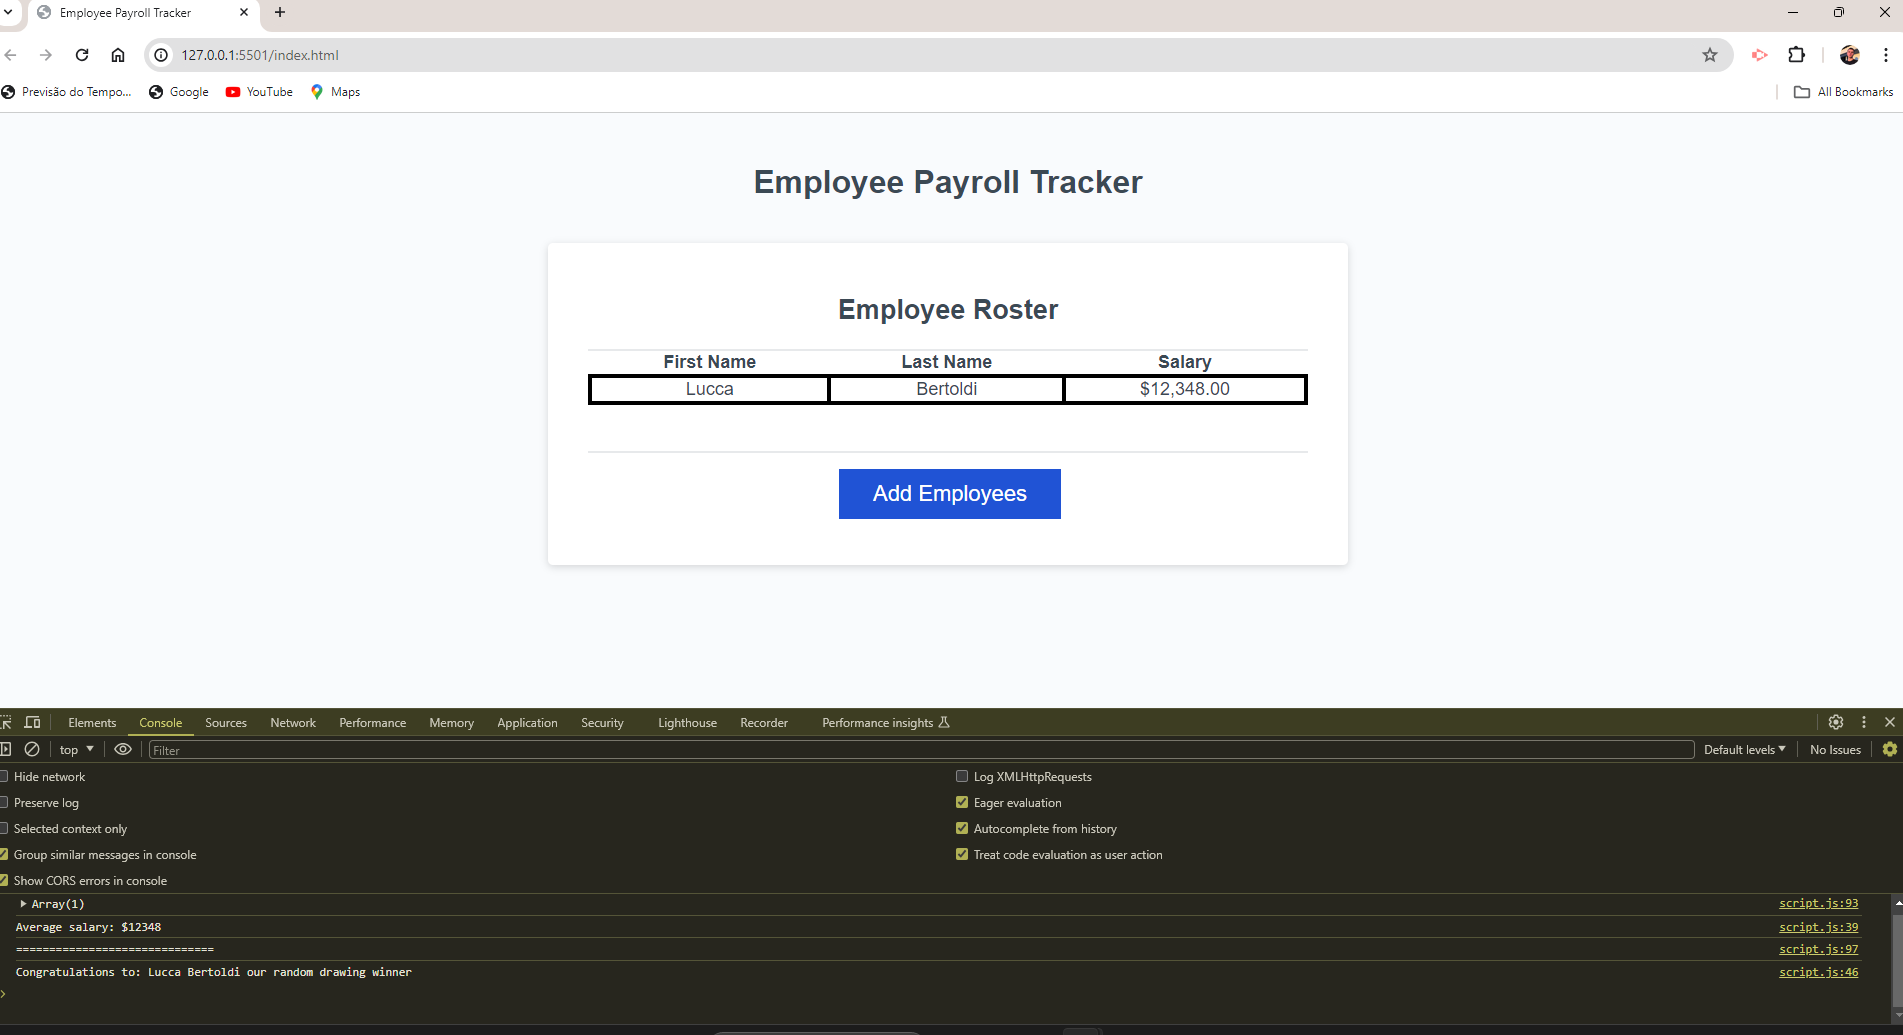 Employee Payroll Tracker
127.0.0.1:5501/index.html
Previsão do Tempo... Google YouTube Maps All Bookmarks
Employee Payroll Tracker
Employee Roster
First Name Last Name Salary
Lucca Bertoldi $12,348.00
Add Employees
Elements Console Sources Network Performance Memory Application Security Lighthouse Recorder Performance insights
top Filter Default levels No Issues
Hide network Log XMLHttpRequests
Preserve log Eager evaluation
Selected context only Autocomplete from history
Group similar messages in console Treat code evaluation as user action
Show CORS errors in console
Array(1) script.js:93
Average salary: $12348 script.js:39
============================== script.js:97
Congratulations to: Lucca Bertoldi our random drawing winner script.js:46